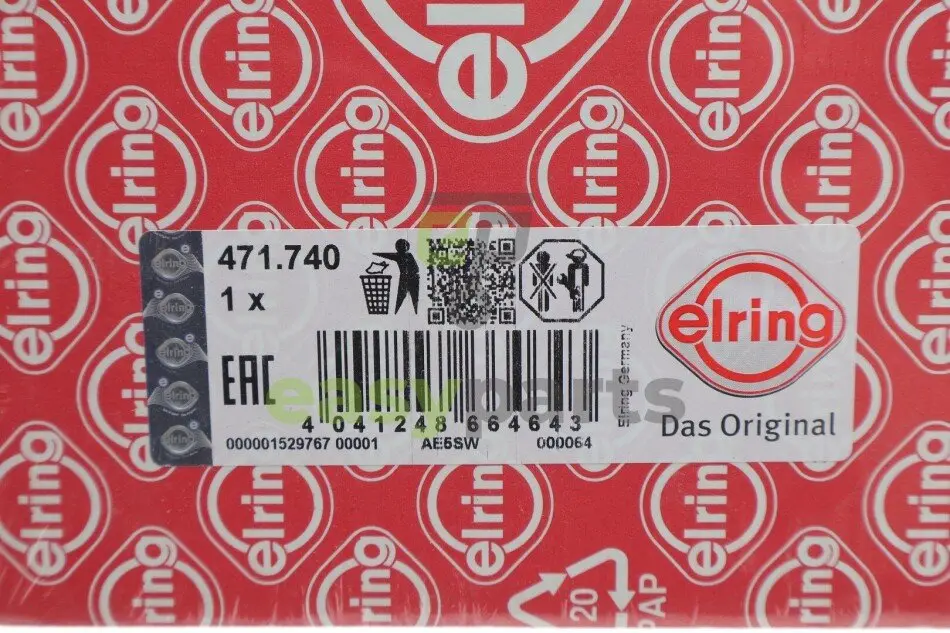 elring
471.740
1 x
EAC
elring
Das Original
Elring Germany
easyparts
4 041248 664643
000001529767 00001 AE6SW 000064
20
PAP